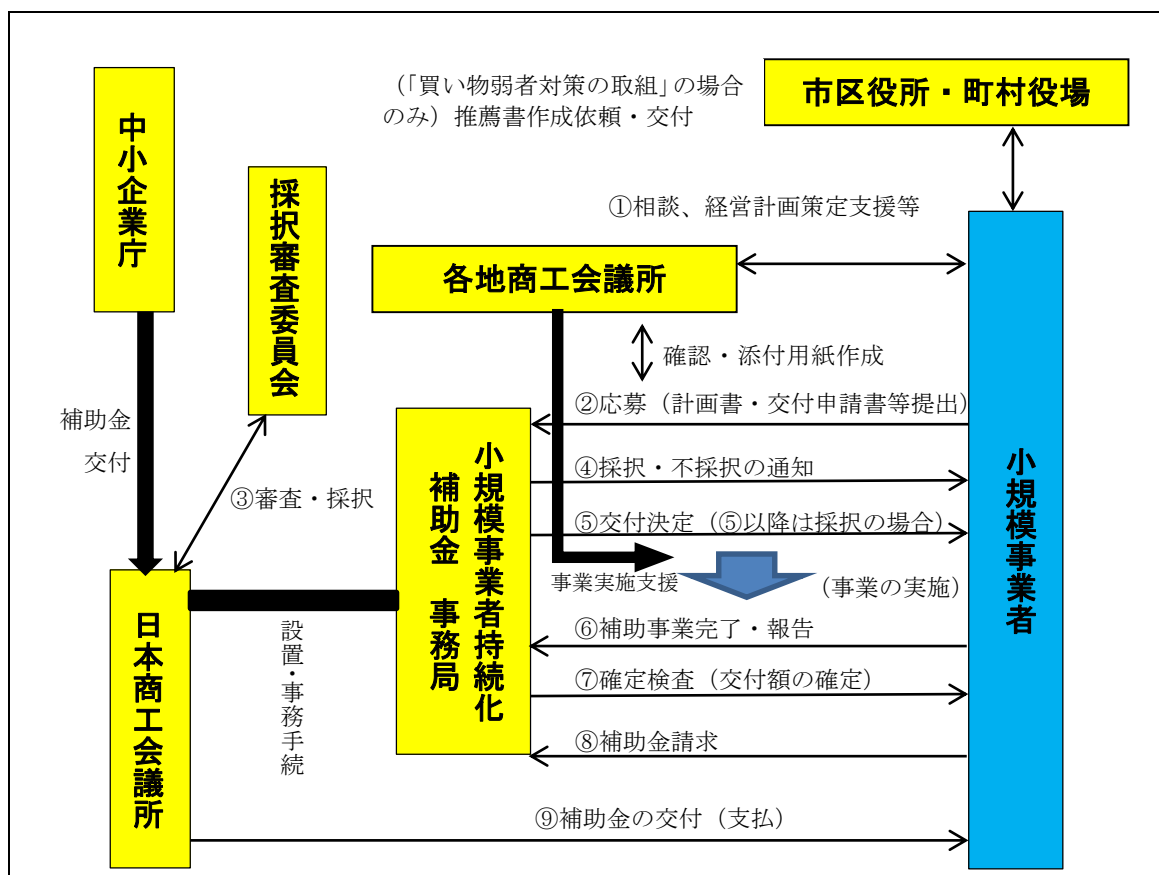 （「買い物弱者対策の取組」の場合
のみ）推薦書作成依頼・交付
市区役所・町村役場
中小企業庁
採択審査委員会
①相談、経営計画策定支援等
各地商工会議所
確認・添付用紙作成
補助金
交付
②応募（計画書・交付申請書等提出）
③審査・採択
④採択・不採択の通知
⑤交付決定（⑤以降は採択の場合）
事業実施支援
（事業の実施）
小規模事業者持続化
補助金　事務局
小規模事業者
日本商工会議所
設置・事務手続
⑥補助事業完了・報告
⑦確定検査（交付額の確定）
⑧補助金請求
⑨補助金の交付（支払）